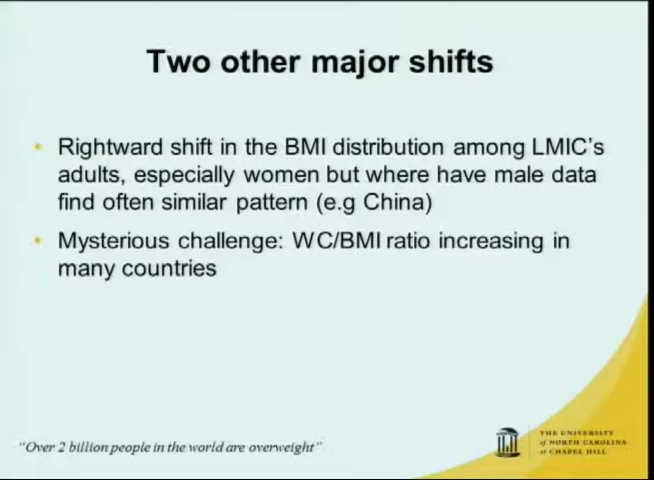 Two other major shifts
• Rightward shift in the BMI distribution among LMIC's
adults, especially women but where have male data
find often similar pattern (e.g China)
• Mysterious challenge: WC/BMI ratio increasing in
many countries
"Over 2 billion people in the world are overweight"
THE UNIVERSITY
of NORTH CAROLINA
at CHAPEL HILL